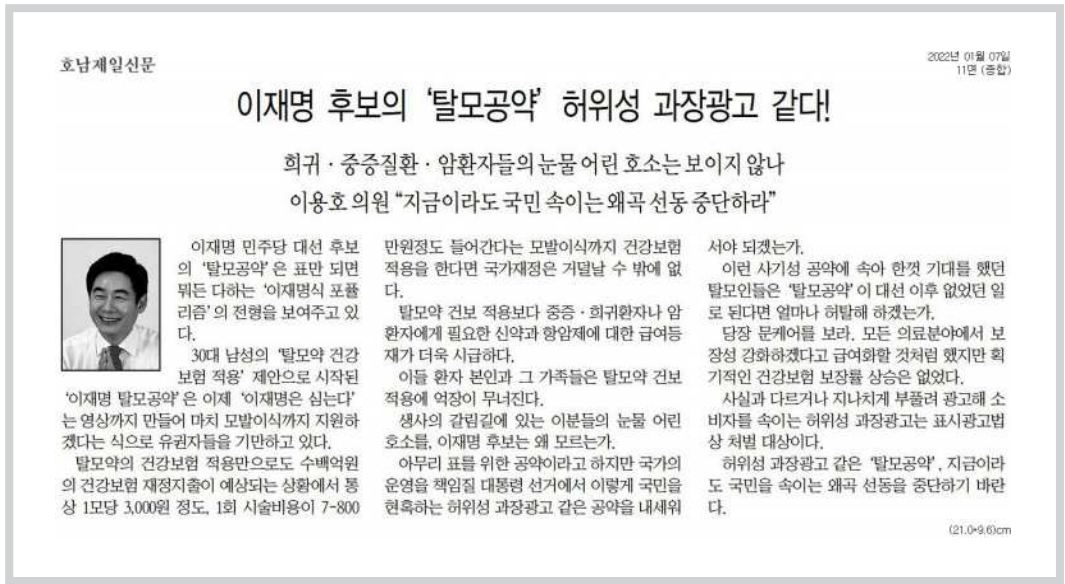 호남제일신문
2022년 01월 07일
11면 (종합)
이재명 후보의 ‘탈모공약’ 허위성 과장광고 같다!
희귀 · 중증질환 · 암환자들의 눈물 어린 호소는 보이지 않나
이용호 의원 “지금이라도 국민 속이는 왜곡 선동 중단하라”
이재명 민주당 대선 후보
의 ‘탈모공약’은 표만 되면
뭐든 다하는 ‘이재명식 포퓰
리즘’의 전형을 보여주고 있
다.
30대 남성의 ‘탈모약 건강
보험 적용’ 제안으로 시작된
‘이재명 탈모공약’은 이제 ‘이재명은 심는다’
는 영상까지 만들어 마치 모발이식까지 지원하
겠다는 식으로 유권자들을 기만하고 있다.
탈모약의 건강보험 적용만으로도 수백억원
의 건강보험 재정지출이 예상되는 상황에서 통
상 1모당 3,000원 정도, 1회 시술비용이 7-800
만원정도 들어간다는 모발이식까지 건강보험
적용을 한다면 국가재정은 거덜날 수 밖에 없
다.
탈모약 건보 적용보다 중증 · 희귀환자나 암
환자에게 필요한 신약과 항암제에 대한 급여등
재가 더욱 시급하다.
이들 환자 본인과 그 가족들은 탈모약 건보
적용에 억장이 무너진다.
생사의 갈림길에 있는 이분들의 눈물 어린
호소를, 이재명 후보는 왜 모르는가.
아무리 표를 위한 공약이라고 하지만 국가의
운영을 책임질 대통령 선거에서 이렇게 국민을
현혹하는 허위성 과장광고 같은 공약을 내세워
서야 되겠는가.
이런 사기성 공약에 속아 한껏 기대를 했던
탈모인들은 ‘탈모공약’이 대선 이후 없었던 일
로 된다면 얼마나 허탈해 하겠는가.
당장 문케어를 보라. 모든 의료분야에서 보
장성 강화하겠다고 급여화할 것처럼 했지만 획
기적인 건강보험 보장률 상승은 없었다.
사실과 다르거나 지나치게 부풀려 광고해 소
비자를 속이는 허위성 과장광고는 표시광고법
상 처벌 대상이다.
허위성 과장광고 같은 ‘탈모공약’, 지금이라
도 국민을 속이는 왜곡 선동을 중단하기 바란
다.
(21.0*9.6)cm